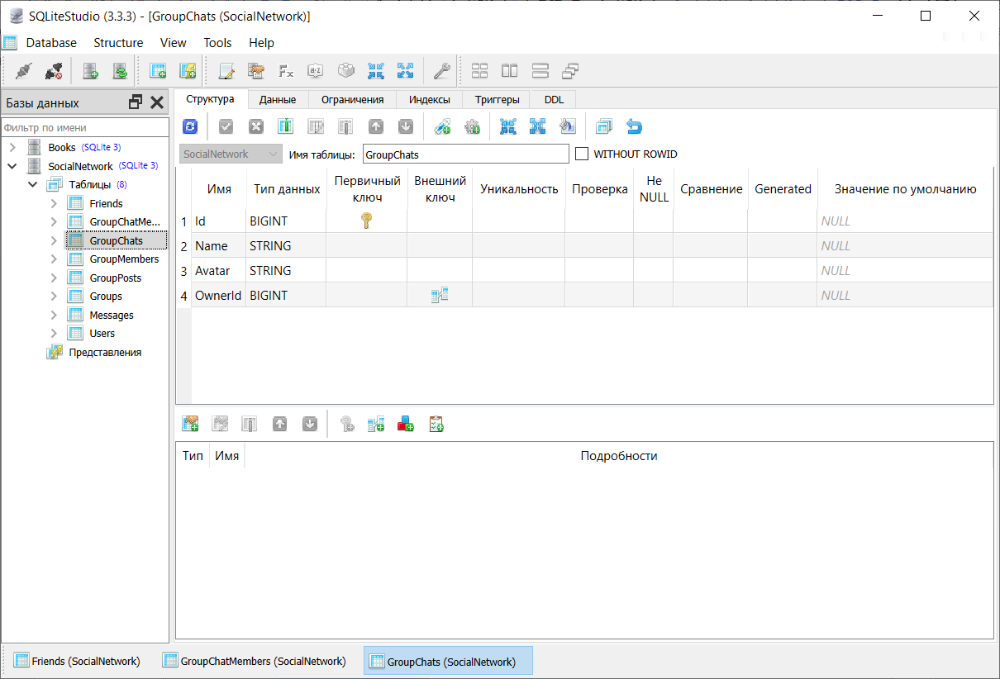 SQLiteStudio (3.3.3) - [GroupChats (SocialNetwork)]
Database Structure View Tools Help
Базы данных
Фильтр по имени
Books (SQLite 3)
SocialNetwork (SQLite 3)
Таблицы (8)
Friends
GroupChatMe...
GroupChats
GroupMembers
GroupPosts
Groups
Messages
Users
Представления
Структура Данные Ограничения Индексы Триггеры DDL
SocialNetwork Имя таблицы: GroupChats WITHOUT ROWID
Имя Тип данных Первичный ключ Внешний ключ Уникальность Проверка Не NULL Сравнение Generated Значение по умолчанию
1 Id BIGINT NULL
2 Name STRING NULL
3 Avatar STRING NULL
4 OwnerId BIGINT NULL
Тип Имя Подробности
Friends (SocialNetwork) GroupChatMembers (SocialNetwork) GroupChats (SocialNetwork)